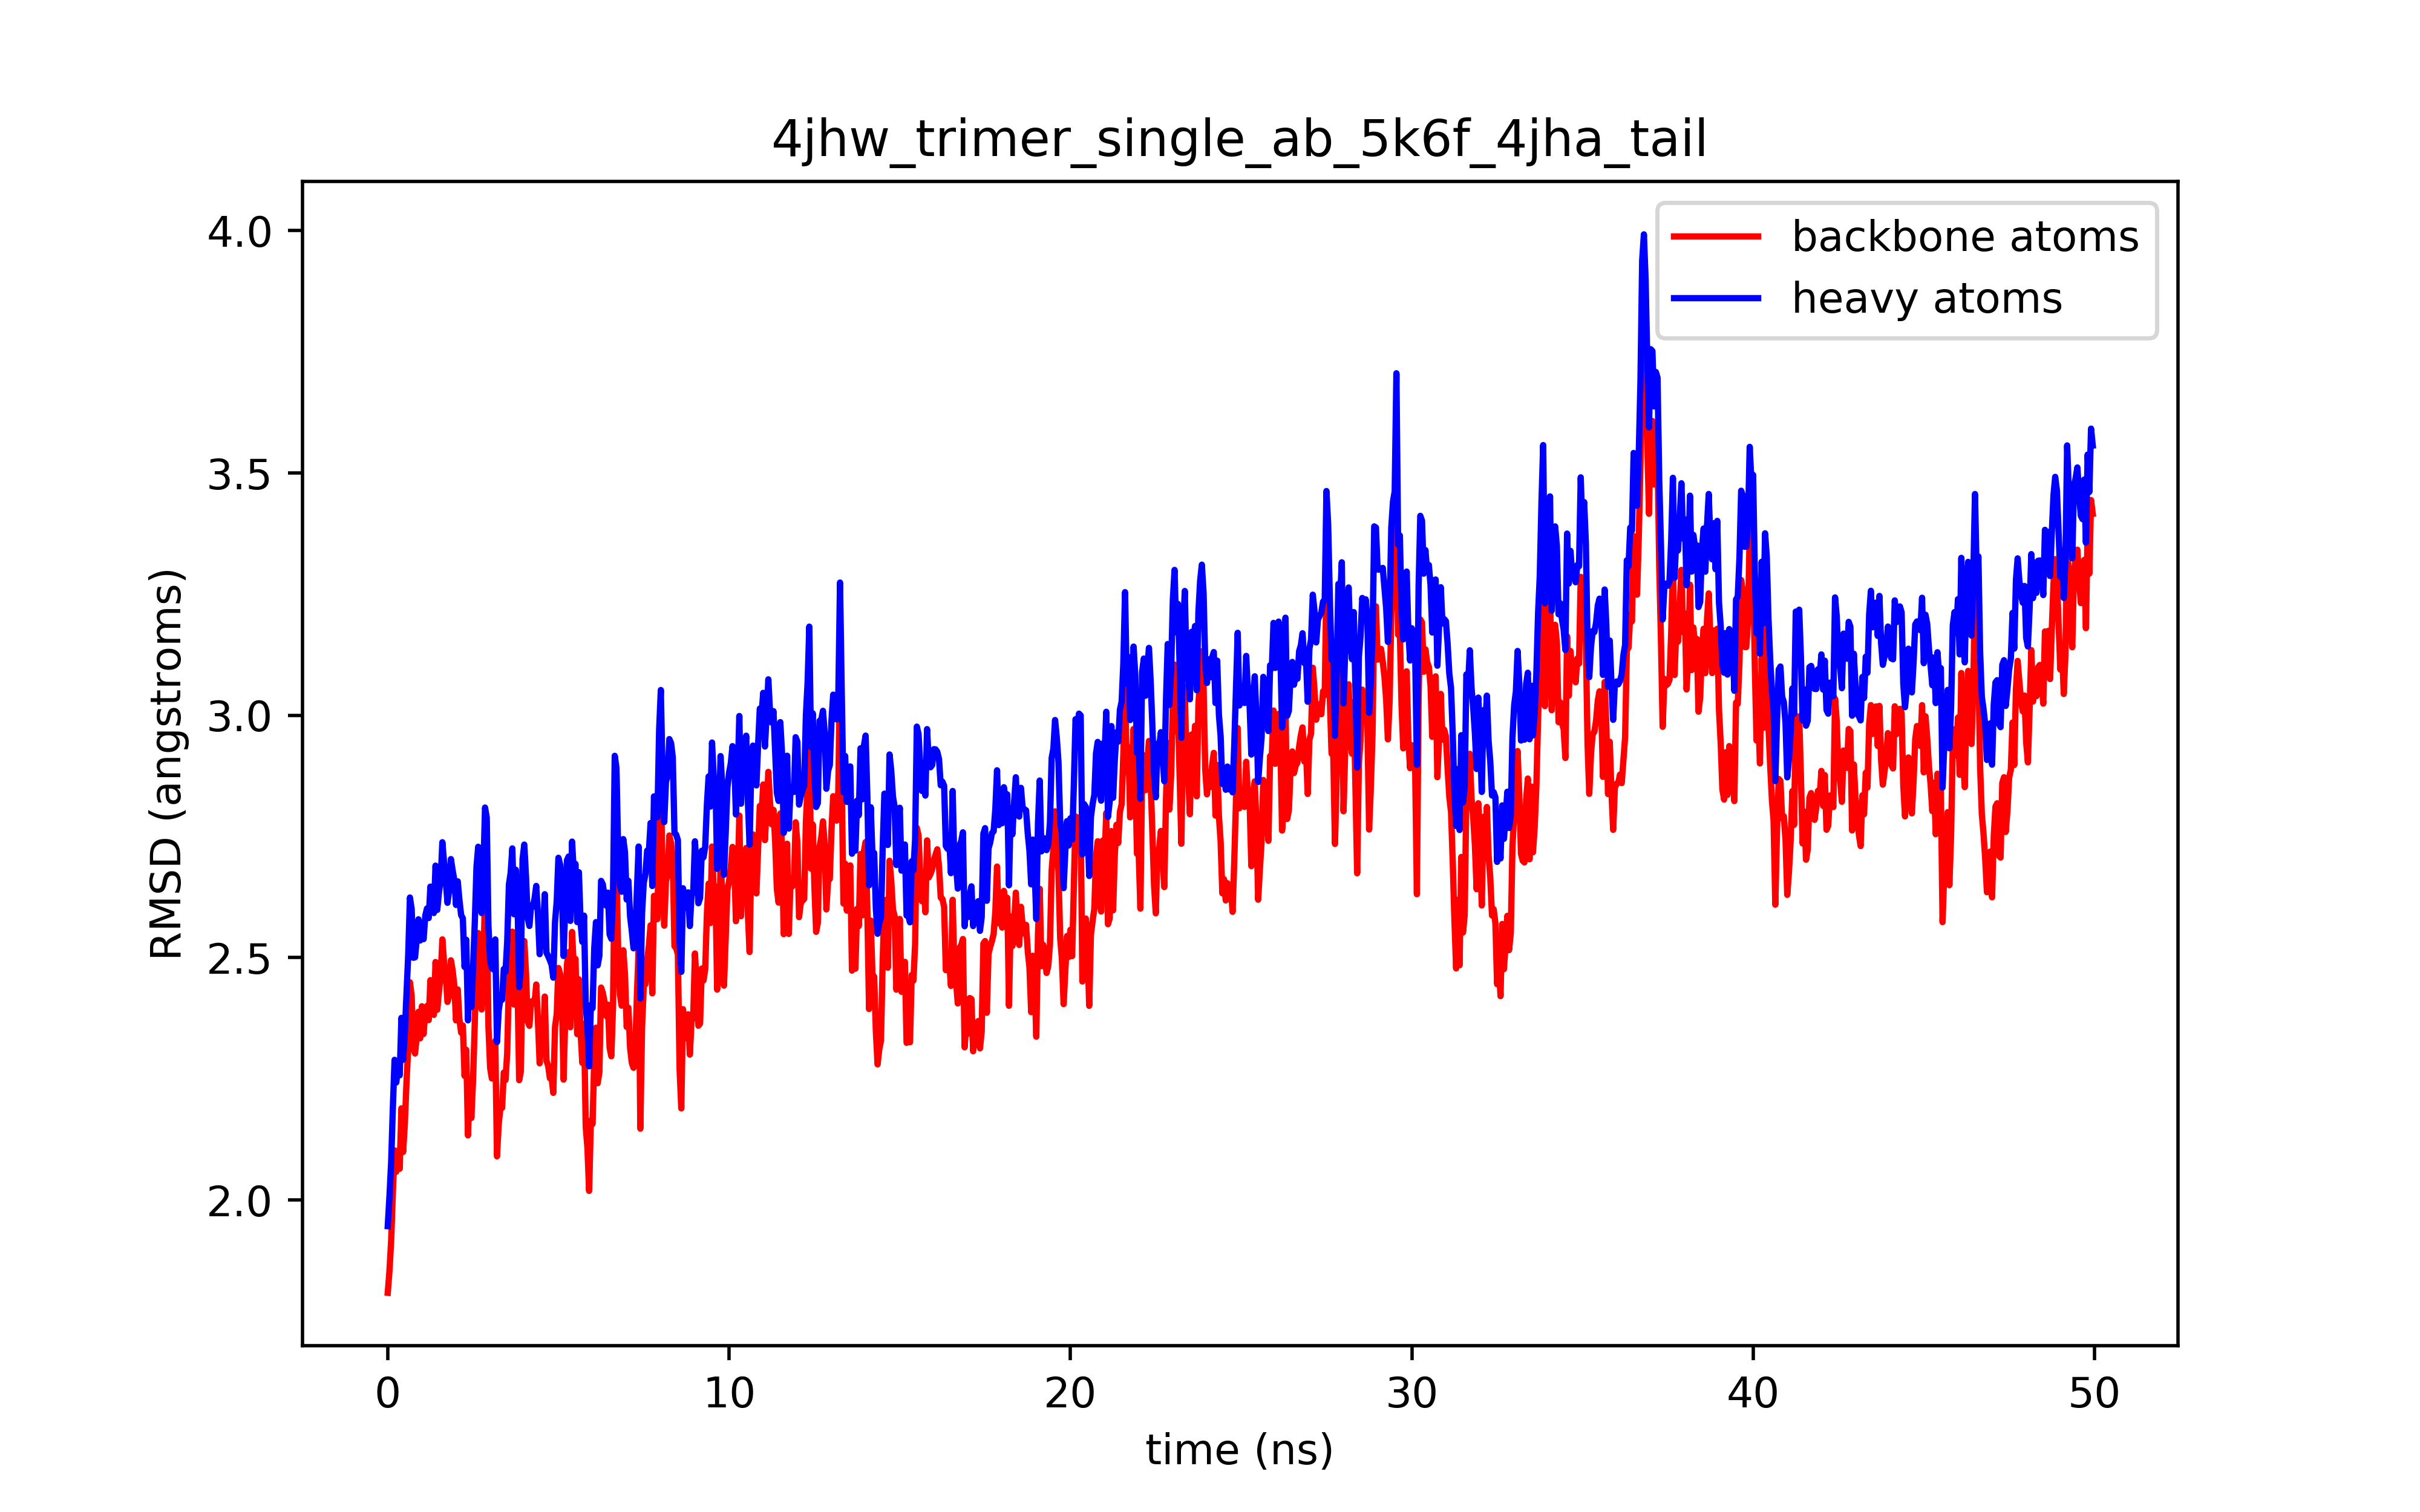 4jhw_trimer_single_ab_5k6f_4jha_tail
backbone atoms
heavy atoms
4.0
3.5
3.0
2.5
2.0
RMSD (angstroms)
0 10 20 30 40 50
time (ns)